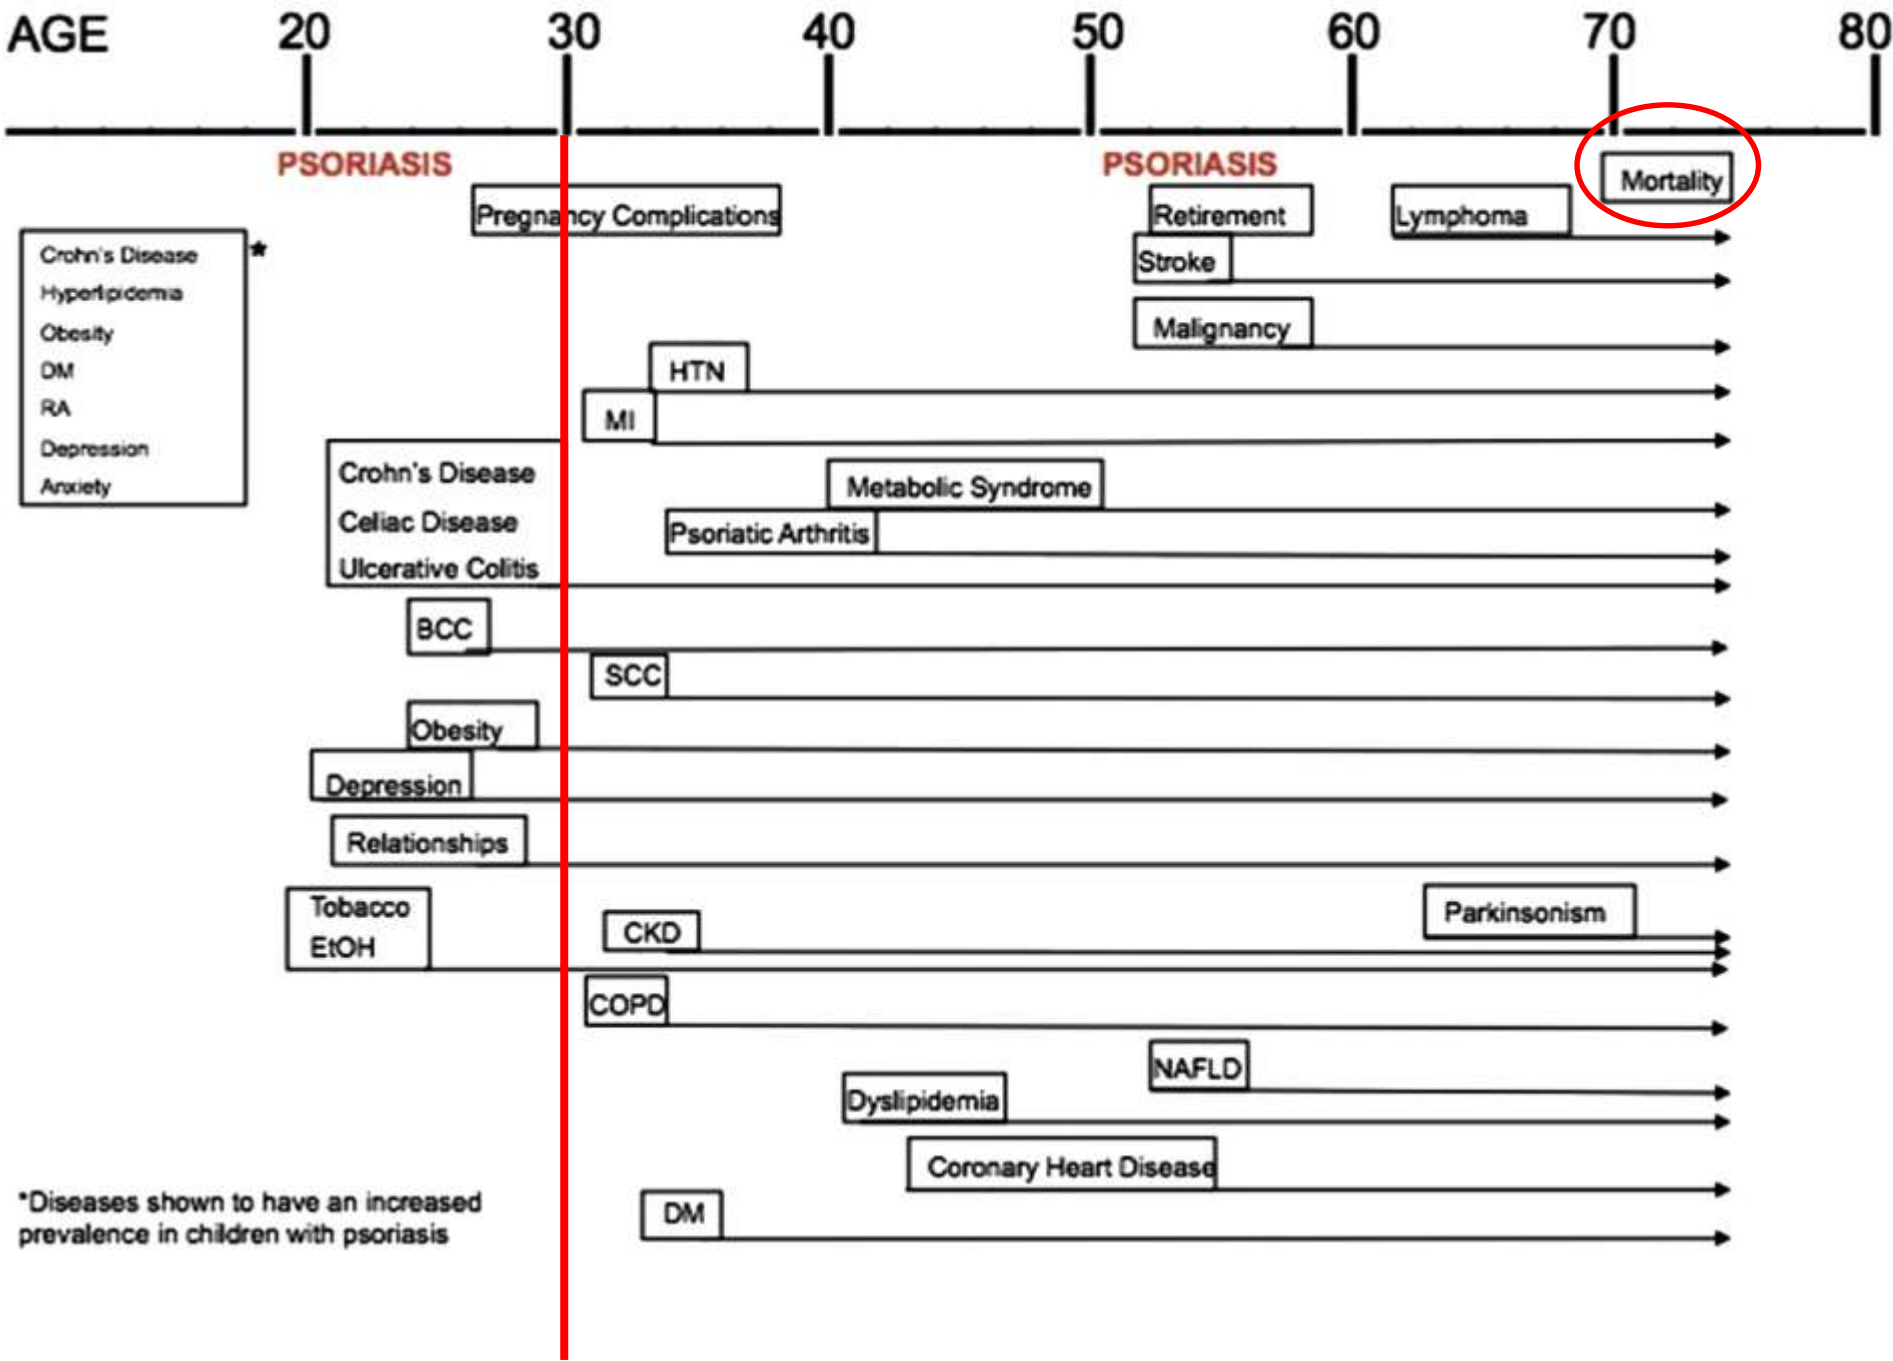 AGE 20 30 40 50 60 70 80
PSORIASIS PSORIASIS
Mortality
Pregnancy Complications
Retirement
Lymphoma
Stroke
Malignancy
Crohn's Disease *
Hyperlipidemia
Obesity
DM
RA
Depression
Anxiety
HTN
MI
Crohn's Disease
Celiac Disease
Ulcerative Colitis
Metabolic Syndrome
Psoriatic Arthritis
BCC
SCC
Obesity
Depression
Relationships
Tobacco
EtOH
CKD
Parkinsonism
COPD
NAFLD
Dyslipidemia
Coronary Heart Disease
DM
*Diseases shown to have an increased
prevalence in children with psoriasis